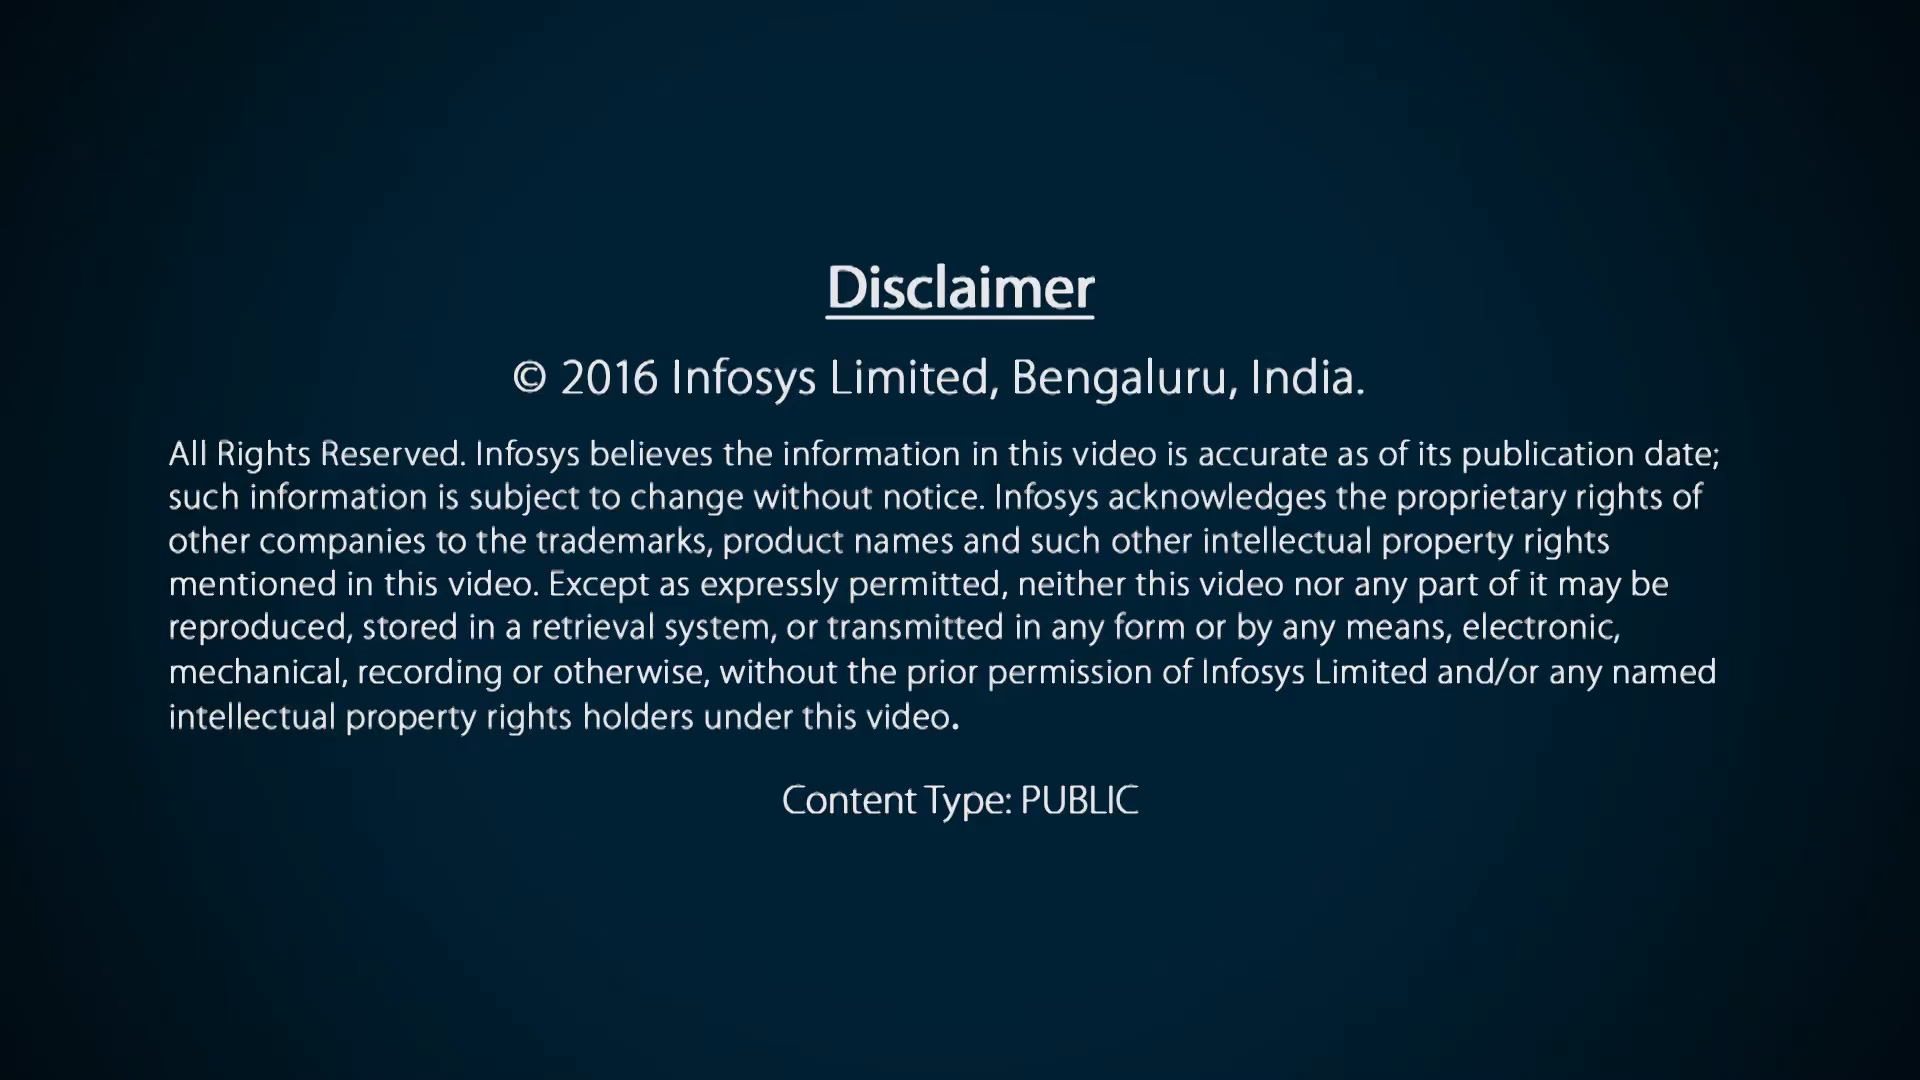 Disclaimer
© 2016 Infosys Limited, Bengaluru, India.
All Rights Reserved. Infosys believes the information in this video is accurate as of its publication date;
such information is subject to change without notice. Infosys acknowledges the proprietary rights of
other companies to the trademarks, product names and such other intellectual property rights
mentioned in this video. Except as expressly permitted, neither this video nor any part of it may be
reproduced, stored in a retrieval system, or transmitted in any form or by any means, electronic,
mechanical, recording or otherwise, without the prior permission of Infosys Limited and/or any named
intellectual property rights holders under this video.
Content Type: PUBLIC